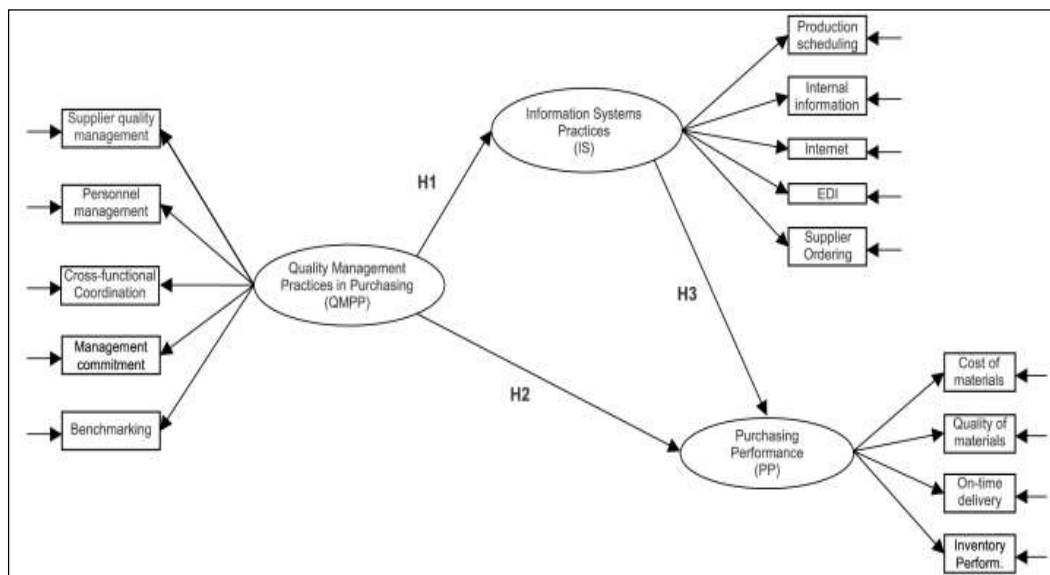 Supplier quality
management
Personnel
management
Cross-functional
Coordination
Management
commitment
Benchmarking
Quality Management
Practices in Purchasing
(QMPP)
H1
H2
Information Systems
Practices
(IS)
H3
Production
scheduling
Internal
information
Internet
EDI
Supplier
Ordering
Purchasing
Performance
(PP)
Cost of
materials
Quality of
materials
On-time
delivery
Inventory
Perform.